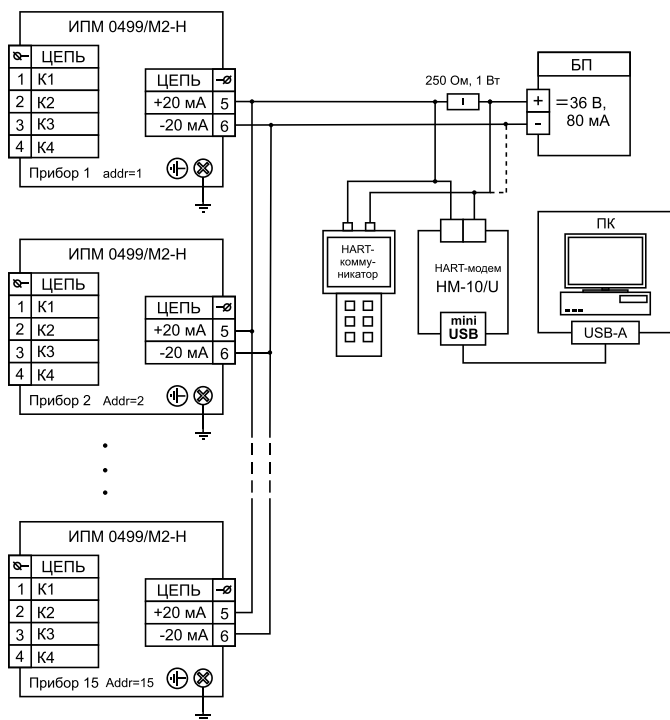 ИПМ 0499/М2-Н
ЦЕПЬ
1 К1
2 К2
3 К3
4 К4
ЦЕПЬ
+20 мА 5
-20 мА 6
Прибор 1 addr=1
250 Ом, 1 Вт
БП
+
-
=36 В,
80 мА
HART-
комму-
никатор
HART-модем
HM-10/U
mini
USB
ПК
USB-A
ИПМ 0499/М2-Н
ЦЕПЬ
1 К1
2 К2
3 К3
4 К4
ЦЕПЬ
+20 мА 5
-20 мА 6
Прибор 2 Addr=2
ИПМ 0499/М2-Н
ЦЕПЬ
1 К1
2 К2
3 К3
4 К4
ЦЕПЬ
+20 мА 5
-20 мА 6
Прибор 15 Addr=15